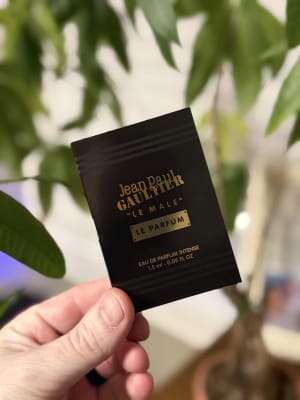 Jean Paul
GAULTIER
"LE MALE"
LE PARFUM
EAU DE PARFUM INTENSE
1.5 ml - 0.05 FL OZ